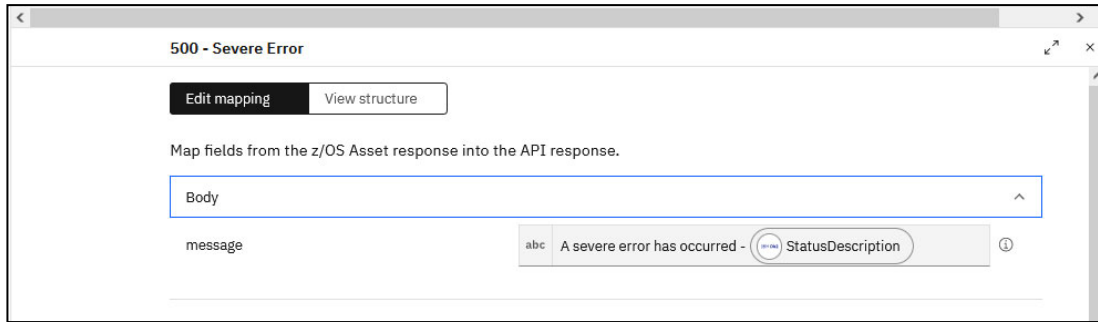 500 - Severe Error
Edit mapping
View structure
Map fields from the z/OS Asset response into the API response.
Body
message
abc A severe error has occurred - StatusDescription